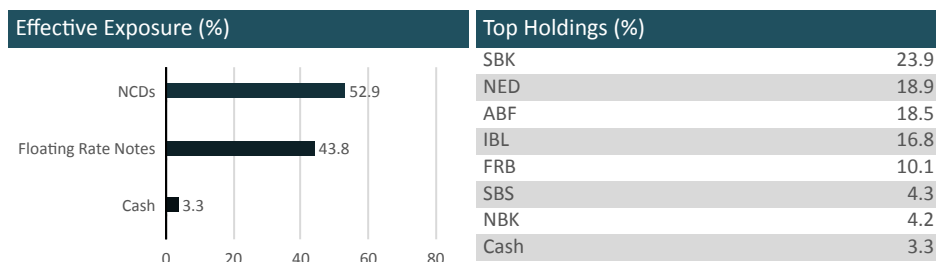 Effective Exposure (%)
NCDs 52.9
Floating Rate Notes 43.8
Cash 3.3
0 20 40 60 80
Top Holdings (%)
SBK 23.9
NED 18.9
ABF 18.5
IBL 16.8
FRB 10.1
SBS 4.3
NBK 4.2
Cash 3.3